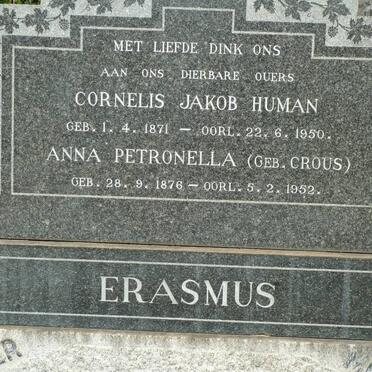 MET LIEFDE DINK ONS
AAN ONS DIERBARE OUERS
CORNELIS JAKOB HUMAN
GEB. 1. 4. 1871 — OORL. 22. 6. 1950.
ANNA PETRONELLA (GEB. CROUS)
GEB. 28. 9. 1876 — OORL. 5. 2. 1952.
ERASMUS